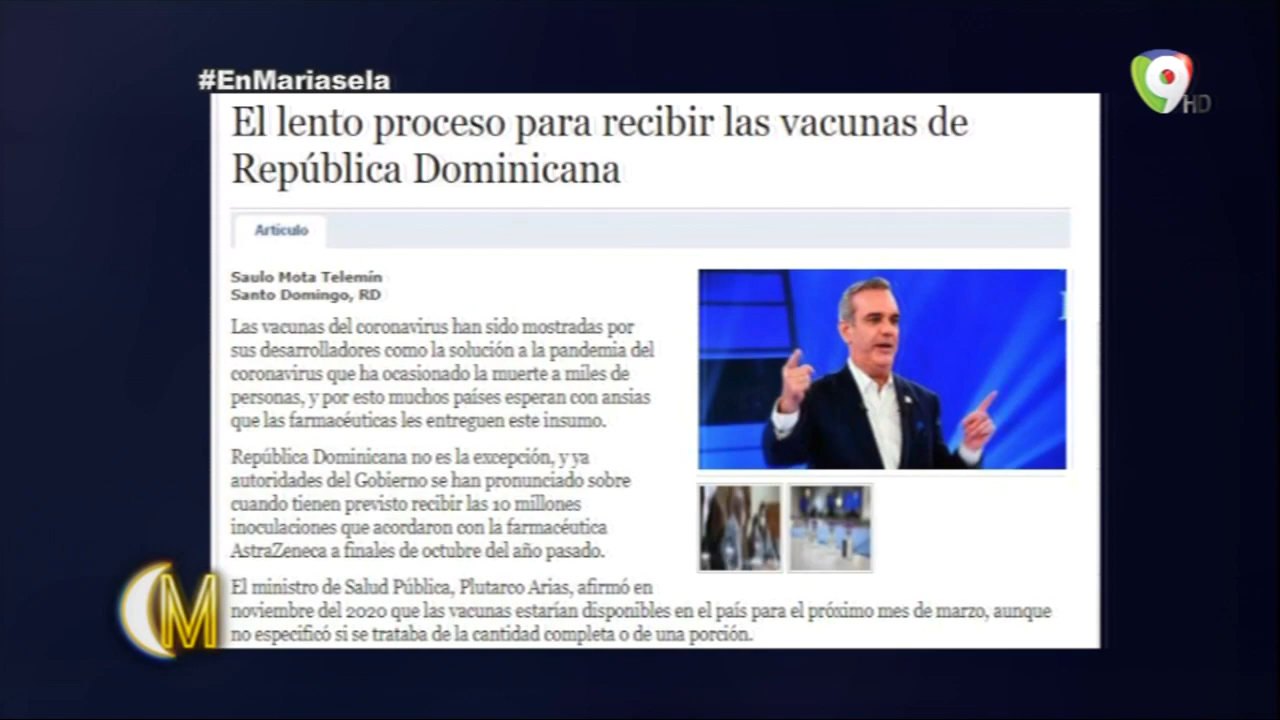 #EnMariasela
9
HD
El lento proceso para recibir las vacunas de
República Dominicana
Artículo
Saulo Mota Telemín
Santo Domingo, RD
Las vacunas del coronavirus han sido mostradas por
sus desarrolladores como la solución a la pandemia del
coronavirus que ha ocasionado la muerte a miles de
personas, y por esto muchos países esperan con ansias
que las farmacéuticas les entreguen este insumo.
República Dominicana no es la excepción, y ya
autoridades del Gobierno se han pronunciado sobre
cuando tienen previsto recibir las 10 millones
inoculaciones que acordaron con la farmacéutica
AstraZeneca a finales de octubre del año pasado.
El ministro de Salud Pública, Plutarco Arias, afirmó en
noviembre del 2020 que las vacunas estarían disponibles en el país para el próximo mes de marzo, aunque
no especificó si se trataba de la cantidad completa o de una porción.
M